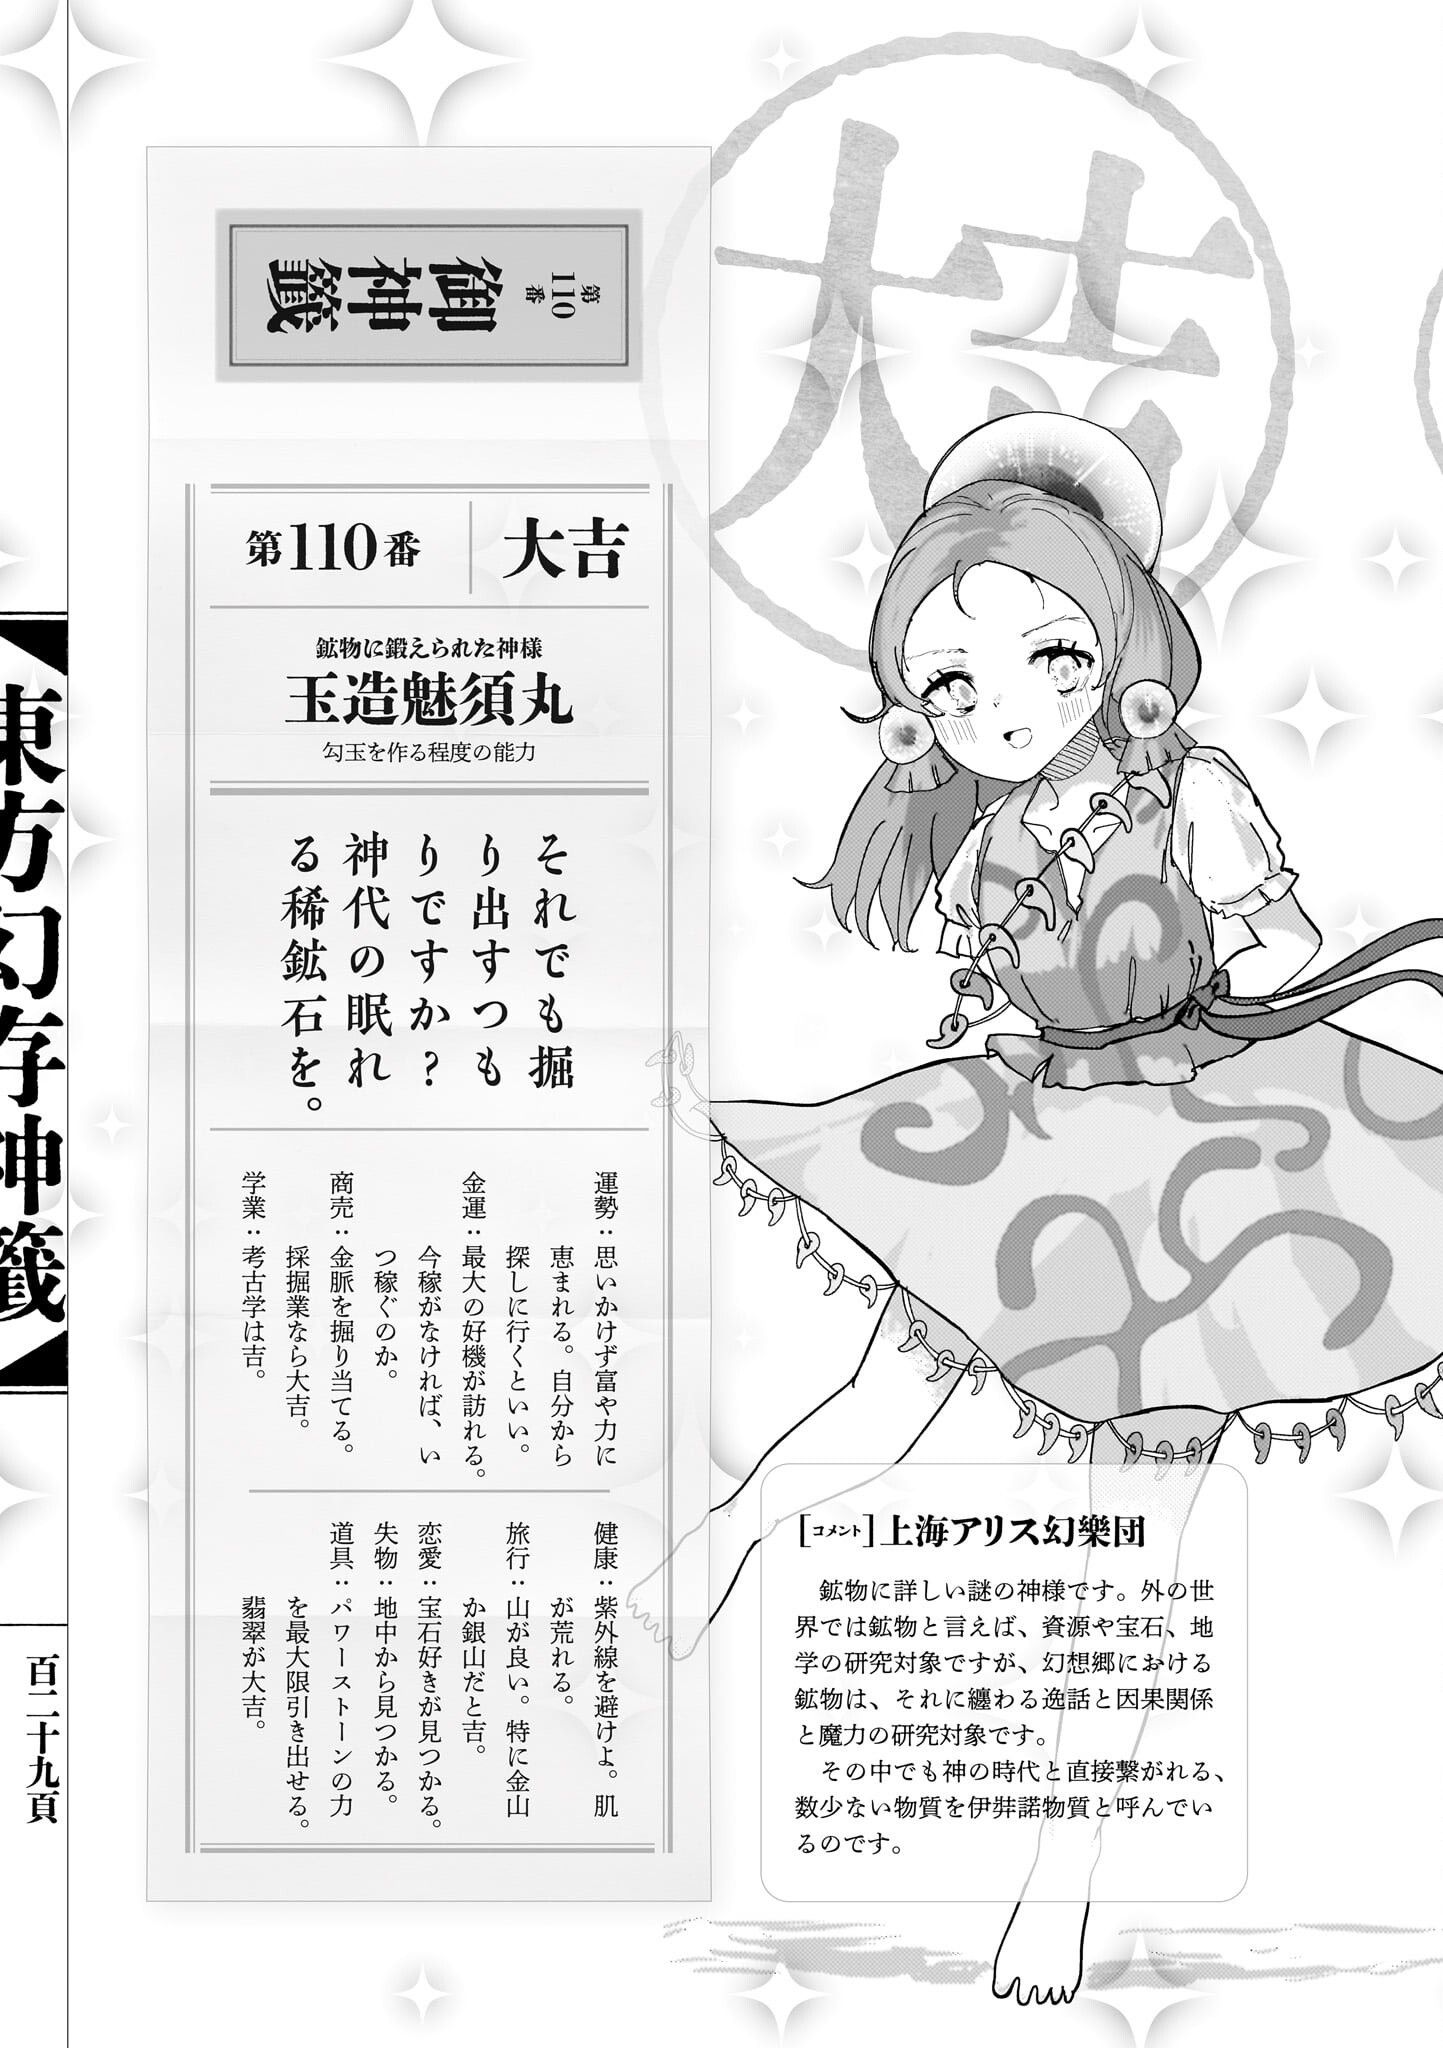 大吉
御神籤
第110番
第110番
大吉
鉱物に鍛えられた神様
玉造魅須丸
勾玉を作る程度の能力
それでも掘
り出すつも
りですか?
神代の眠れ
る稀鉱石を。
運勢:思いかけず富や力に
恵まれる。自分から
探しに行くといい。
金運:最大の好機が訪れる。
今稼がなければ、い
つ稼ぐのか。
商売:金脈を掘り当てる。
採掘業なら大吉。
学業:考古学は吉。
健康:紫外線を避けよ。肌
が荒れる。
旅行:山が良い。特に金山
か銀山だと吉。
恋愛:宝石好きが見つかる。
失物:地中から見つかる。
道具:パワーストーンの力
を最大限引き出せる。
翡翠が大吉。
[コメント]上海アリス幻樂団
鉱物に詳しい謎の神様です。外の世
界では鉱物と言えば、資源や宝石、地
学の研究対象ですが、幻想郷における
鉱物は、それに纏わる逸話と因果関係
と魔力の研究対象です。
その中でも神の時代と直接繋がれる、
数少ない物質を伊弉諾物質と呼んでい
るのです。
東方幻存神籤
百二十九頁